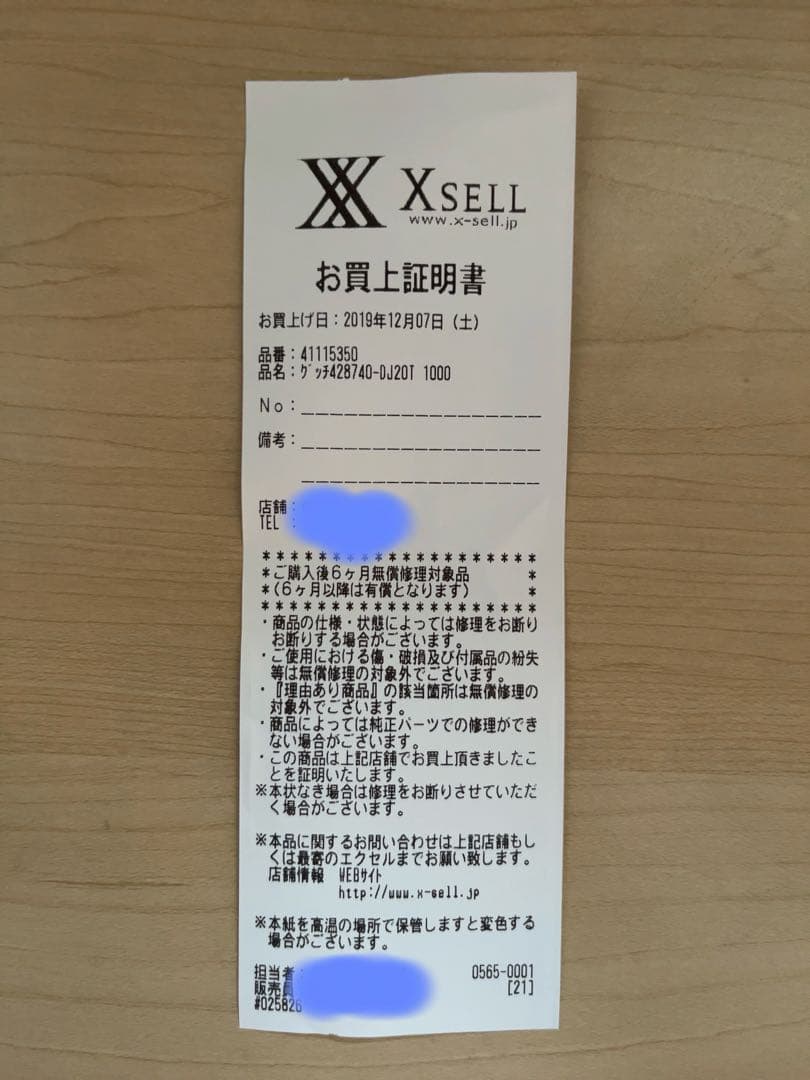 XSELL
www.x-sell.jp
お買上証明書
お買上げ日：2019年12月07日（土）
品番：41115350
品名：ｸﾞｯﾁ428740-DJ20T 1000
No：__________________
備考：__________________
__________________
店舗：
TEL：
＊＊＊＊＊＊＊＊＊＊＊＊＊＊＊＊＊＊＊＊
＊ご購入後６ヶ月無償修理対象品　　　　＊
＊（６ヶ月以降は有償となります）　　　＊
＊＊＊＊＊＊＊＊＊＊＊＊＊＊＊＊＊＊＊＊
・商品の仕様・状態によっては修理をお断り
お断りする場合がございます。
・ご使用における傷・破損及び付属品の紛失
等は無償修理の対象外でございます。
・『理由あり商品』の該当箇所は無償修理の
対象外でございます。
・商品によっては純正パーツでの修理ができ
ない場合がございます。
・この商品は上記店舗でお買上頂きましたこ
とを証明いたします。
※本状なき場合は修理をお断りさせていただ
く場合がございます。
※本品に関するお問い合わせは上記店舗もし
くは最寄のエクセルまでお願い致します。
店舗情報　WEBｻｲﾄ
http://www.x-sell.jp
※本紙を高温の場所で保管しますと変色する
場合がございます。
担当者： 0565-0001
販売員 [21]
#025826